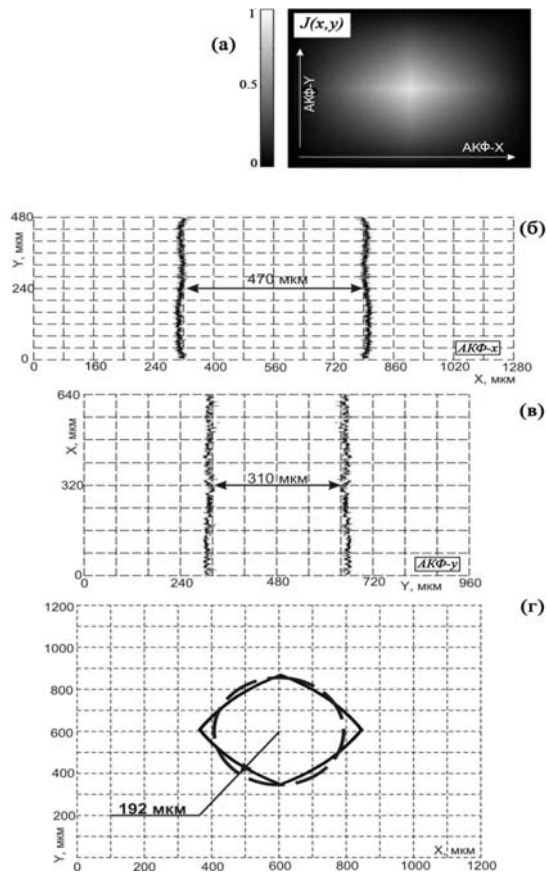 1
J(x,y)
(а)
0.5
АКФ-Y
АКФ-X
0
480
(б)
Y, мкм
240
470 мкм
0
АКФ-x
0 160 240 400 560 720 860 1020 1280
X, мкм
640
(в)
X, мкм
320
310 мкм
0
АКФ-y
0 240 480 720 960
Y, мкм
1200
(г)
1000
800
600
400
192 мкм
200
Y, мкм
X, мкм
0 200 400 600 800 1000 1200